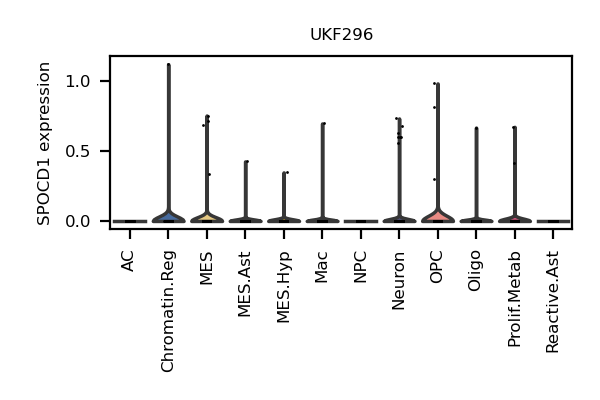 UKF296
SPOCD1 expression
1.0
0.5
0.0
AC
Chromatin.Reg
MES
MES.Ast
MES.Hyp
Mac
NPC
Neuron
OPC
Oligo
Prolif.Metab
Reactive.Ast